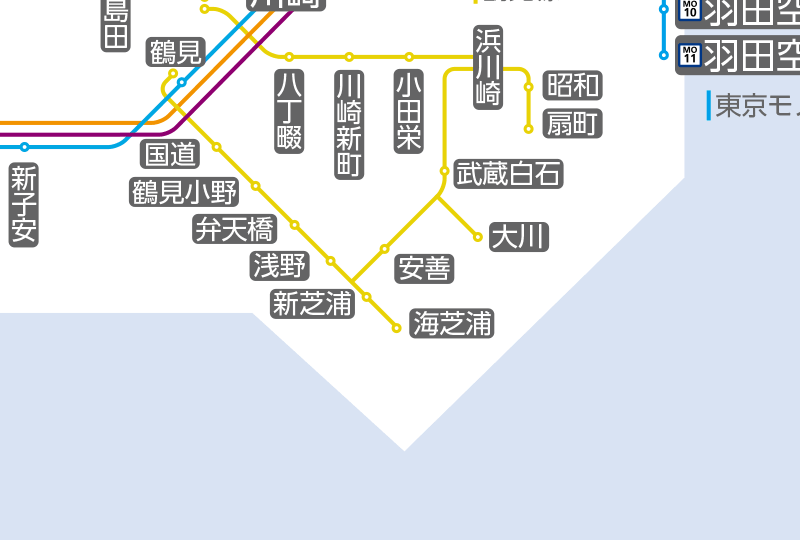 島田
川崎
MO
10
羽田空
MO
11
羽田空
東京モノ
鶴見
浜川崎
八丁畷
川崎新町
小田栄
昭和
扇町
国道
新子安
鶴見小野
武蔵白石
弁天橋
大川
浅野
安善
新芝浦
海芝浦